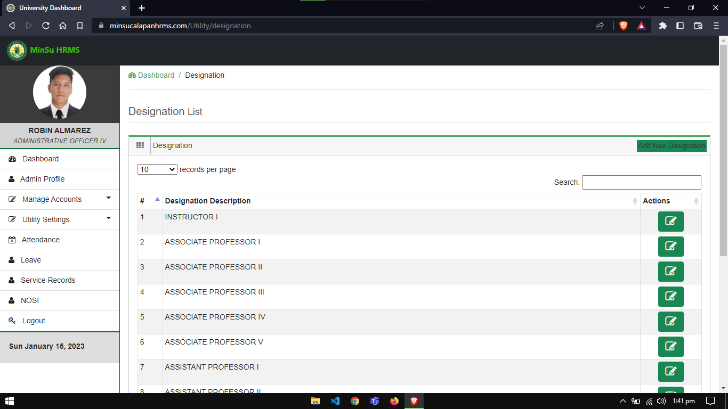 University Dashboard
minsucalapanhrms.com/Utility/designation
MinSu HRMS
Dashboard / Designation
Designation List
ROBIN ALMAREZ
ADMINISTRATIVE OFFICER IV
Dashboard
Admin Profile
Manage Accounts
Utility Settings
Attendance
Leave
Service Records
NOSI
Logout
Sun January 15, 2023
Designation
Add New Designation
10 records per page
Search:
# Designation Description Actions
1 INSTRUCTOR I
2 ASSOCIATE PROFESSOR I
3 ASSOCIATE PROFESSOR II
4 ASSOCIATE PROFESSOR III
5 ASSOCIATE PROFESSOR IV
6 ASSOCIATE PROFESSOR V
7 ASSISTANT PROFESSOR I
8 ASSISTANT PROFESSOR II
1:41 pm